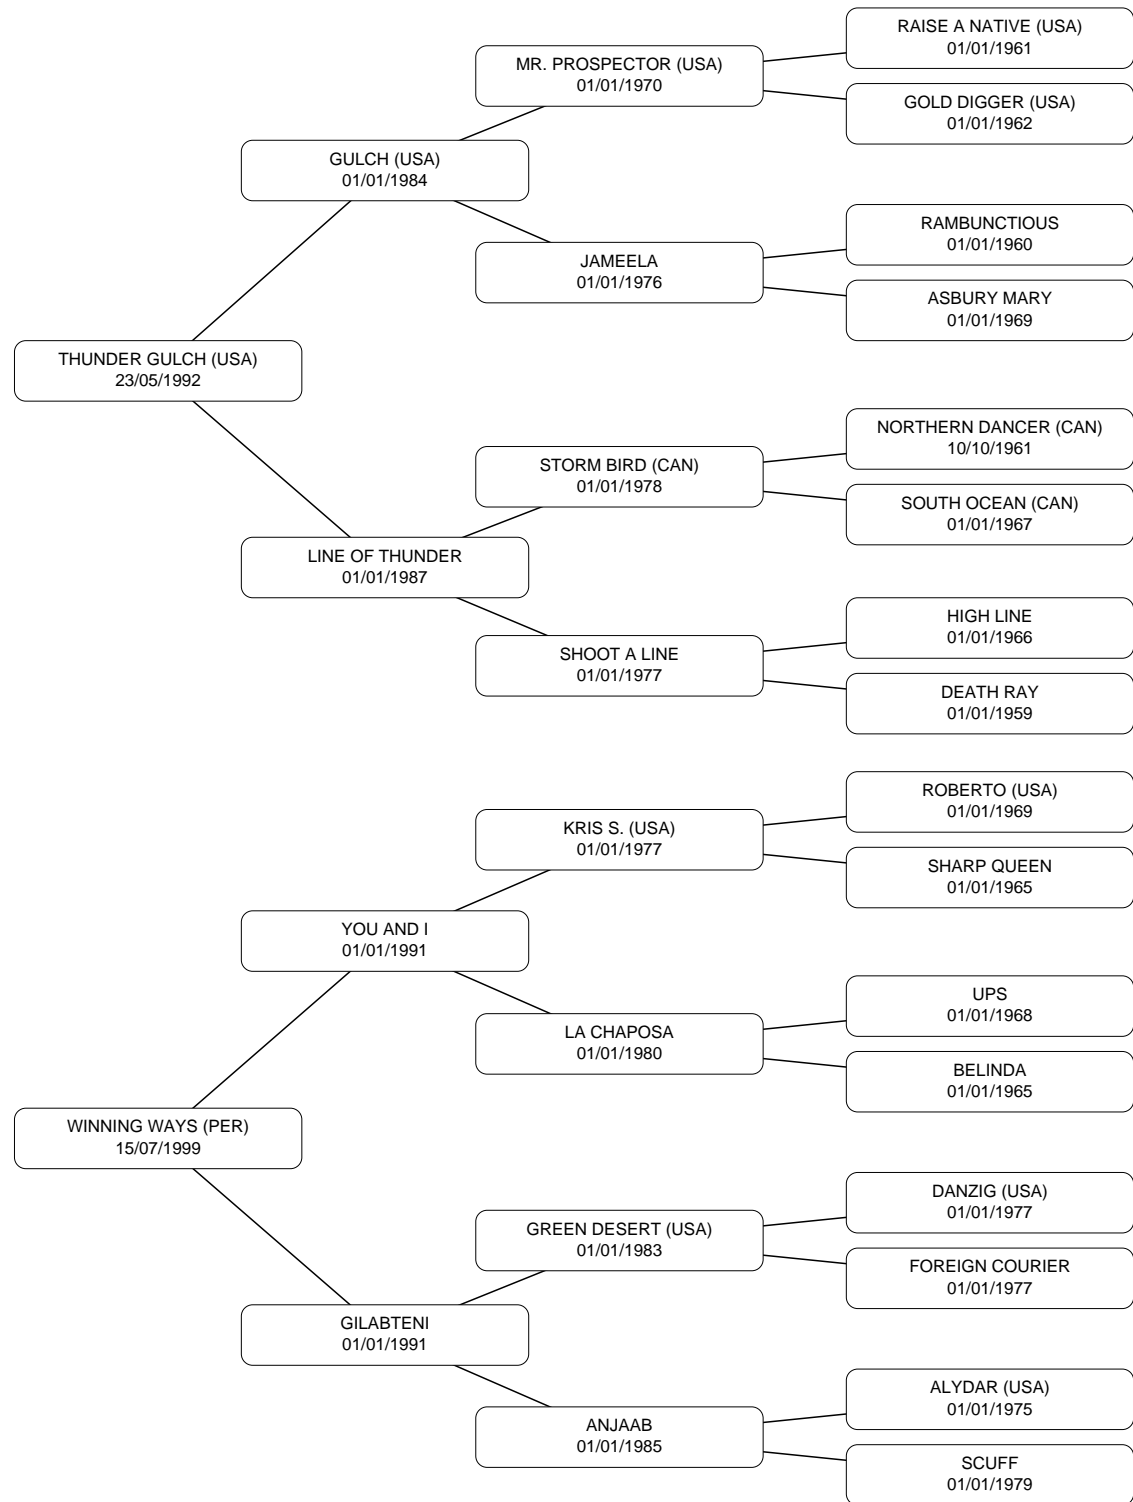 RAISE A NATIVE (USA)
01/01/1961
MR. PROSPECTOR (USA)
01/01/1970
GOLD DIGGER (USA)
01/01/1962
GULCH (USA)
01/01/1984
RAMBUNCTIOUS
01/01/1960
JAMEELA
01/01/1976
ASBURY MARY
01/01/1969
THUNDER GULCH (USA)
23/05/1992
NORTHERN DANCER (CAN)
10/10/1961
STORM BIRD (CAN)
01/01/1978
SOUTH OCEAN (CAN)
01/01/1967
LINE OF THUNDER
01/01/1987
HIGH LINE
01/01/1966
SHOOT A LINE
01/01/1977
DEATH RAY
01/01/1959
ROBERTO (USA)
01/01/1969
KRIS S. (USA)
01/01/1977
SHARP QUEEN
01/01/1965
YOU AND I
01/01/1991
UPS
01/01/1968
LA CHAPOSA
01/01/1980
BELINDA
01/01/1965
WINNING WAYS (PER)
15/07/1999
DANZIG (USA)
01/01/1977
GREEN DESERT (USA)
01/01/1983
FOREIGN COURIER
01/01/1977
GILABTENI
01/01/1991
ALYDAR (USA)
01/01/1975
ANJAAB
01/01/1985
SCUFF
01/01/1979